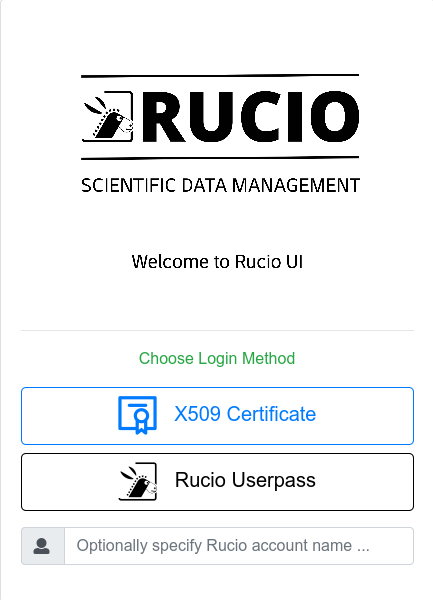 RUCIO
SCIENTIFIC DATA MANAGEMENT
Welcome to Rucio UI
Choose Login Method
X509 Certificate
Rucio Userpass
Optionally specify Rucio account name ...